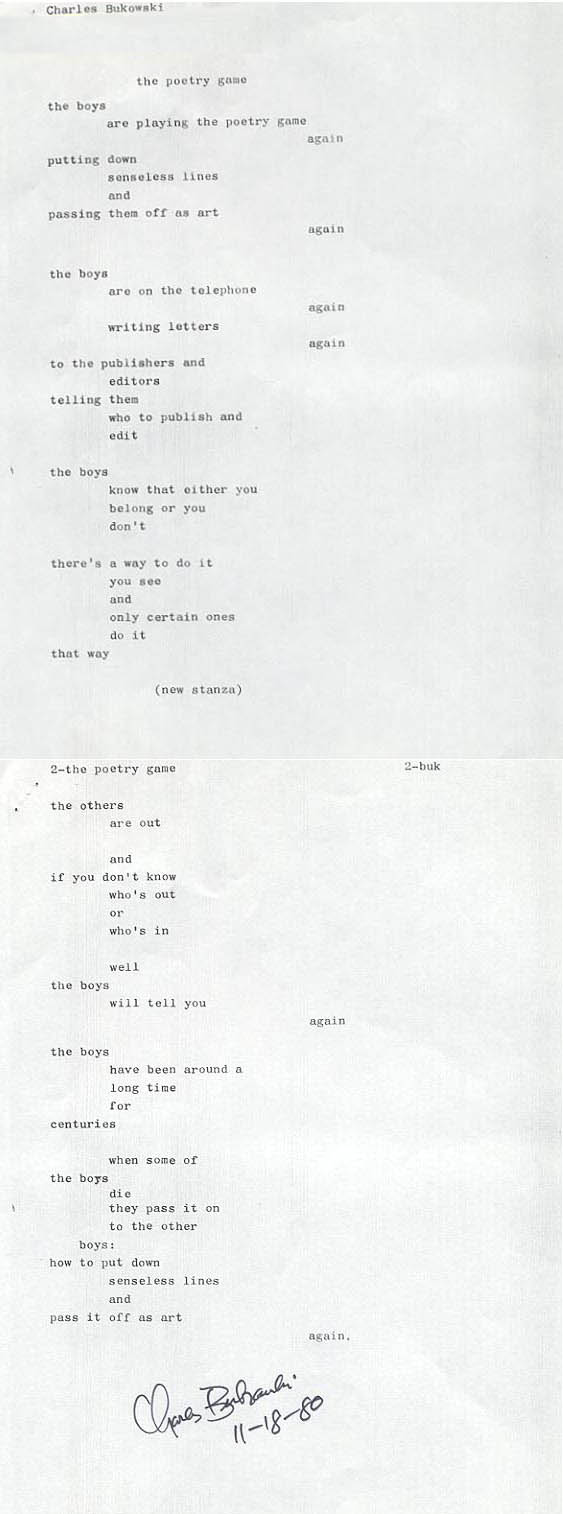 Charles Bukowski
the poetry game
the boys
are playing the poetry game
again
putting down
senseless lines
and
passing them off as art
again
the boys
are on the telephone
again
writing letters
again
to the publishers and
editors
telling them
who to publish and
edit
the boys
know that either you
belong or you
don't
there's a way to do it
you see
and
only certain ones
do it
that way
(new stanza)
2-the poetry game 2-buk
the others
are out
and
if you don't know
who's out
or
who's in
well
the boys
will tell you
again
the boys
have been around a
long time
for
centuries
when some of
the boys
die
they pass it on
to the other
boys:
how to put down
senseless lines
and
pass it off as art
again.
Charles Bukowski
11-18-80